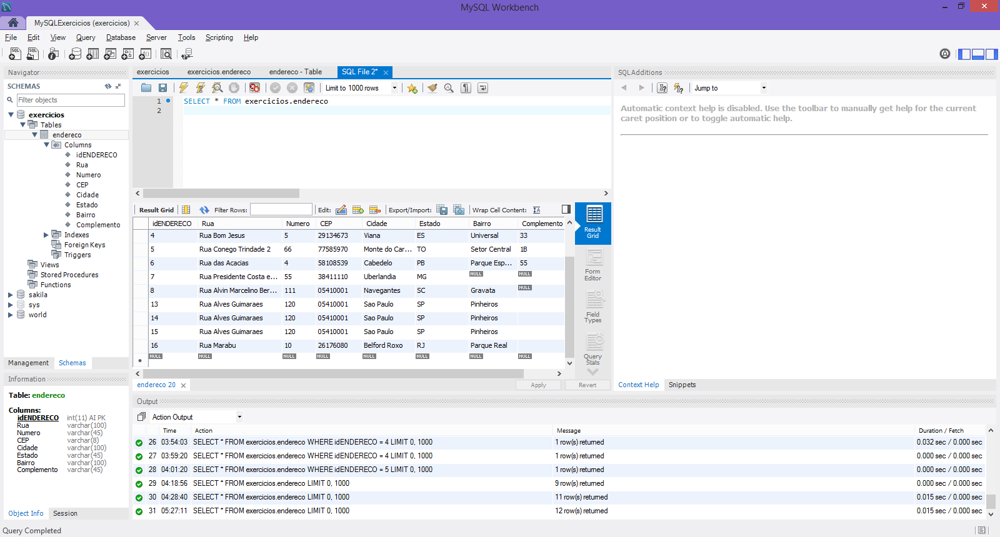 MySQL Workbench
MySQLExercicios (exercicios)
File Edit View Query Database Server Tools Scripting Help
Navigator
SCHEMAS
Filter objects
exercicios
Tables
endereco
Columns
idENDERECO
Rua
Numero
CEP
Cidade
Estado
Bairro
Complemento
Indexes
Foreign Keys
Triggers
Views
Stored Procedures
Functions
sakila
sys
world
Management Schemas
Information
Table: endereco
Columns:
idENDERECO int(11) AI PK
Rua varchar(100)
Numero varchar(45)
CEP varchar(8)
Cidade varchar(100)
Estado varchar(45)
Bairro varchar(100)
Complemento varchar(45)
Object Info Session
Query Completed
exercicios exercicios.endereco endereco - Table SQL File 2*
Limit to 1000 rows
1 SELECT * FROM exercicios.endereco
2
Result Grid Filter Rows: Edit: Export/Import: Wrap Cell Content:
idENDERECO Rua Numero CEP Cidade Estado Bairro Complemento
4 Rua Bom Jesus 5 29134673 Viana ES Universal 33
5 Rua Conego Trindade 2 66 77585970 Monte do Car... TO Setor Central 1B
6 Rua das Acacias 4 58108539 Cabedelo PB Parque Esp... 55
7 Rua Presidente Costa e... 55 38411110 Uberlandia MG NULL NULL
8 Rua Alvin Marcelino Ber... 111 05410001 Navegantes SC Gravata NULL
13 Rua Alves Guimaraes 120 05410001 Sao Paulo SP Pinheiros
14 Rua Alves Guimaraes 120 05410001 Sao Paulo SP Pinheiros
15 Rua Alves Guimaraes 120 05410001 Sao Paulo SP Pinheiros
16 Rua Marabu 10 26176080 Belford Roxo RJ Parque Real
* NULL NULL NULL NULL NULL NULL NULL NULL
Result
Grid
Form
Editor
Field
Types
Query
Stats
endereco 20 Apply Revert
SQLAdditions
Jump to
Automatic context help is disabled. Use the toolbar to manually get help for the current
caret position or to toggle automatic help.
Context Help Snippets
Output
Action Output
Time Action Message Duration / Fetch
26 03:54:03 SELECT * FROM exercicios.endereco WHERE idENDERECO = 4 LIMIT 0, 1000 1 row(s) returned 0.032 sec / 0.000 sec
27 03:59:20 SELECT * FROM exercicios.endereco WHERE idENDERECO = 4 LIMIT 0, 1000 1 row(s) returned 0.000 sec / 0.000 sec
28 04:01:20 SELECT * FROM exercicios.endereco WHERE idENDERECO = 5 LIMIT 0, 1000 1 row(s) returned 0.000 sec / 0.000 sec
29 04:18:56 SELECT * FROM exercicios.endereco LIMIT 0, 1000 9 row(s) returned 0.000 sec / 0.000 sec
30 04:28:40 SELECT * FROM exercicios.endereco LIMIT 0, 1000 11 row(s) returned 0.015 sec / 0.000 sec
31 05:27:11 SELECT * FROM exercicios.endereco LIMIT 0, 1000 12 row(s) returned 0.015 sec / 0.000 sec